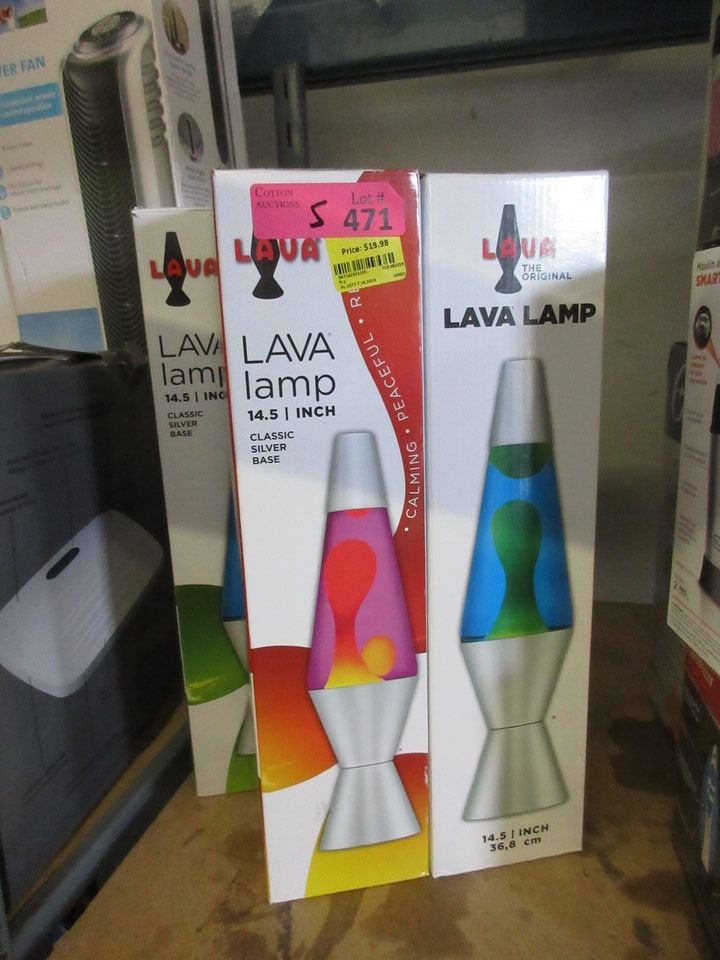 ER FAN
LAVA
LAVA
lamp
14.5 | INC
CLASSIC
SILVER
BASE
COTTON
AUCTIONS
5
Lot #
471
Price: $19.98
LAVA
LAVA
lamp
14.5 | INCH
CLASSIC
SILVER
BASE
• CALMING • PEACEFUL • R
LAVA
THE
ORIGINAL
LAVA LAMP
14.5 | INCH
36,8 cm
SMAR